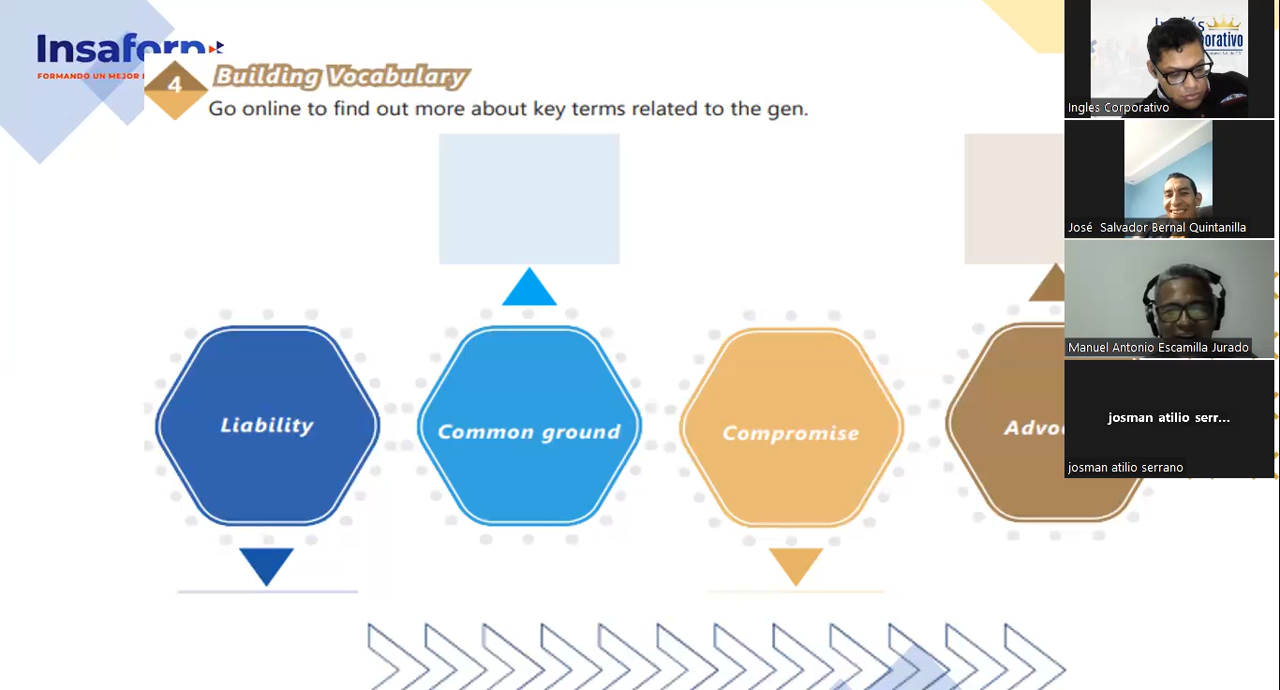 Insaforp
FORMANDO UN MEJOR
4
Building Vocabulary
Go online to find out more about key terms related to the gen.
Liability
Common ground
Compromise
Ingles Corporativo
José Salvador Bernal Quintanilla
Manuel Antonio Escamilla Jurado
josman atilio serr...
josman atilio serrano